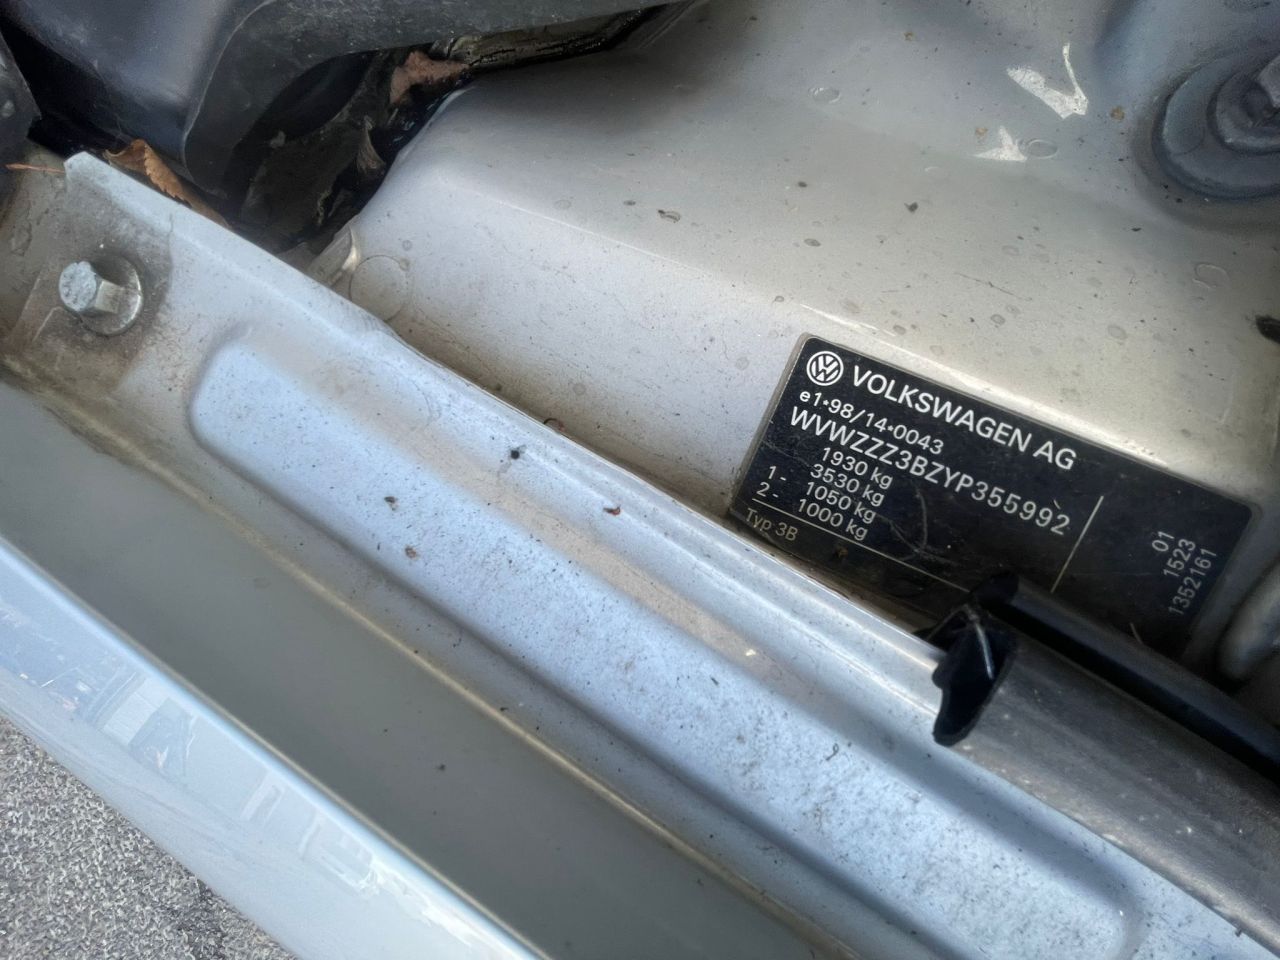 VOLKSWAGEN AG
e1*98/14*0043
WVWZZZ3BZYP355992
1930 kg
3530 kg
1- 1050 kg
2- 1000 kg
Typ 3B
01
1523
1352161